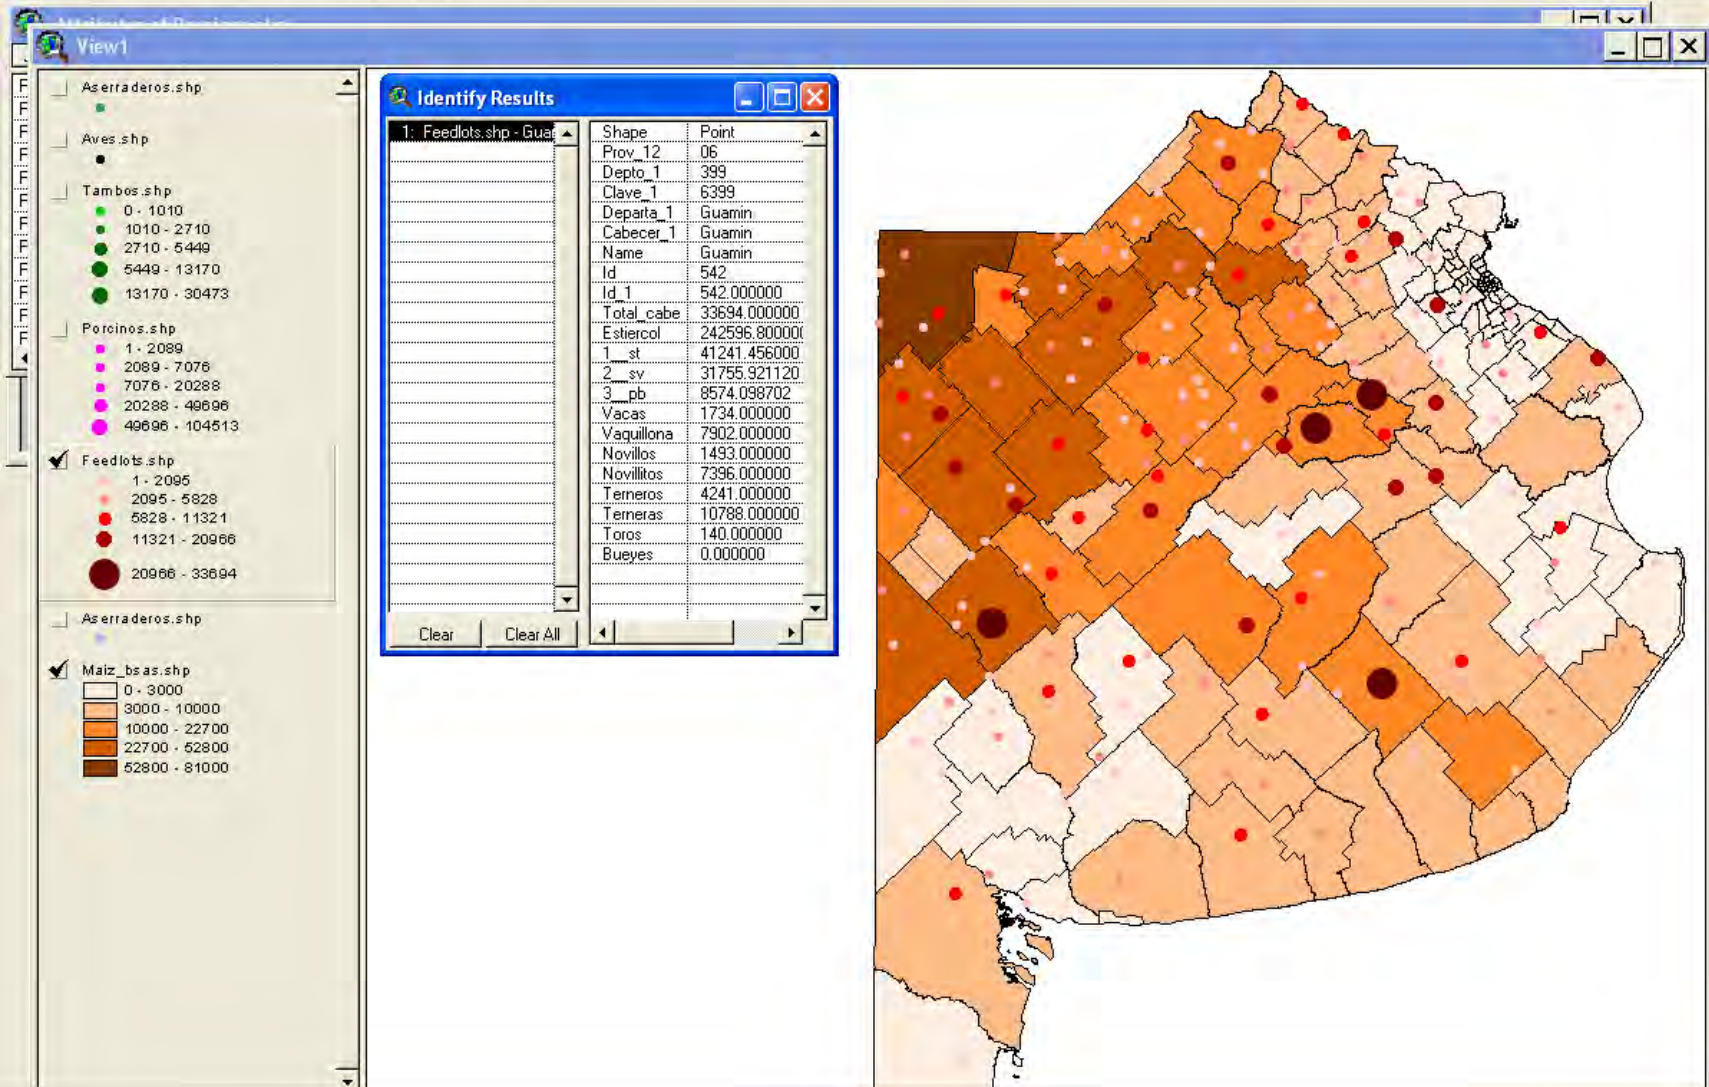 View1
Aserraderos.shp
Aves.shp
Tambos.shp
0 - 1010
1010 - 2710
2710 - 5449
5449 - 13170
13170 - 30473
Porcinos.shp
1 - 2089
2089 - 7076
7076 - 20288
20288 - 49696
49696 - 104513
Feedlots.shp
1 - 2095
2095 - 5828
5828 - 11321
11321 - 20966
20966 - 33694
Aserraderos.shp
Maiz_bsas.shp
0 - 3000
3000 - 10000
10000 - 22700
22700 - 52800
52800 - 81000
Identify Results
1: Feedlots.shp - Gua
Shape Point
Prov_12 06
Depto_1 399
Clave_1 6399
Departa_1 Guamin
Cabecer_1 Guamin
Name Guamin
Id 542
Id_1 542.000000
Total_cabe 33694.000000
Estiercol 242596.800000
1__st 41241.456000
2__sv 31755.921120
3__pb 8574.098702
Vacas 1734.000000
Vaquillona 7902.000000
Novillos 1493.000000
Novillitos 7396.000000
Terneros 4241.000000
Terneras 10788.000000
Toros 140.000000
Bueyes 0.000000
Clear Clear All